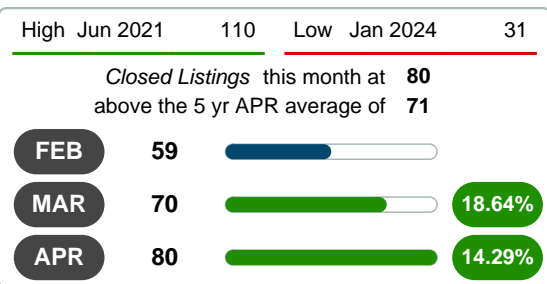 High Jun 2021 110 Low Jan 2024 31
Closed Listings this month at 80
above the 5 yr APR average of 71
FEB 59
MAR 70 18.64%
APR 80 14.29%